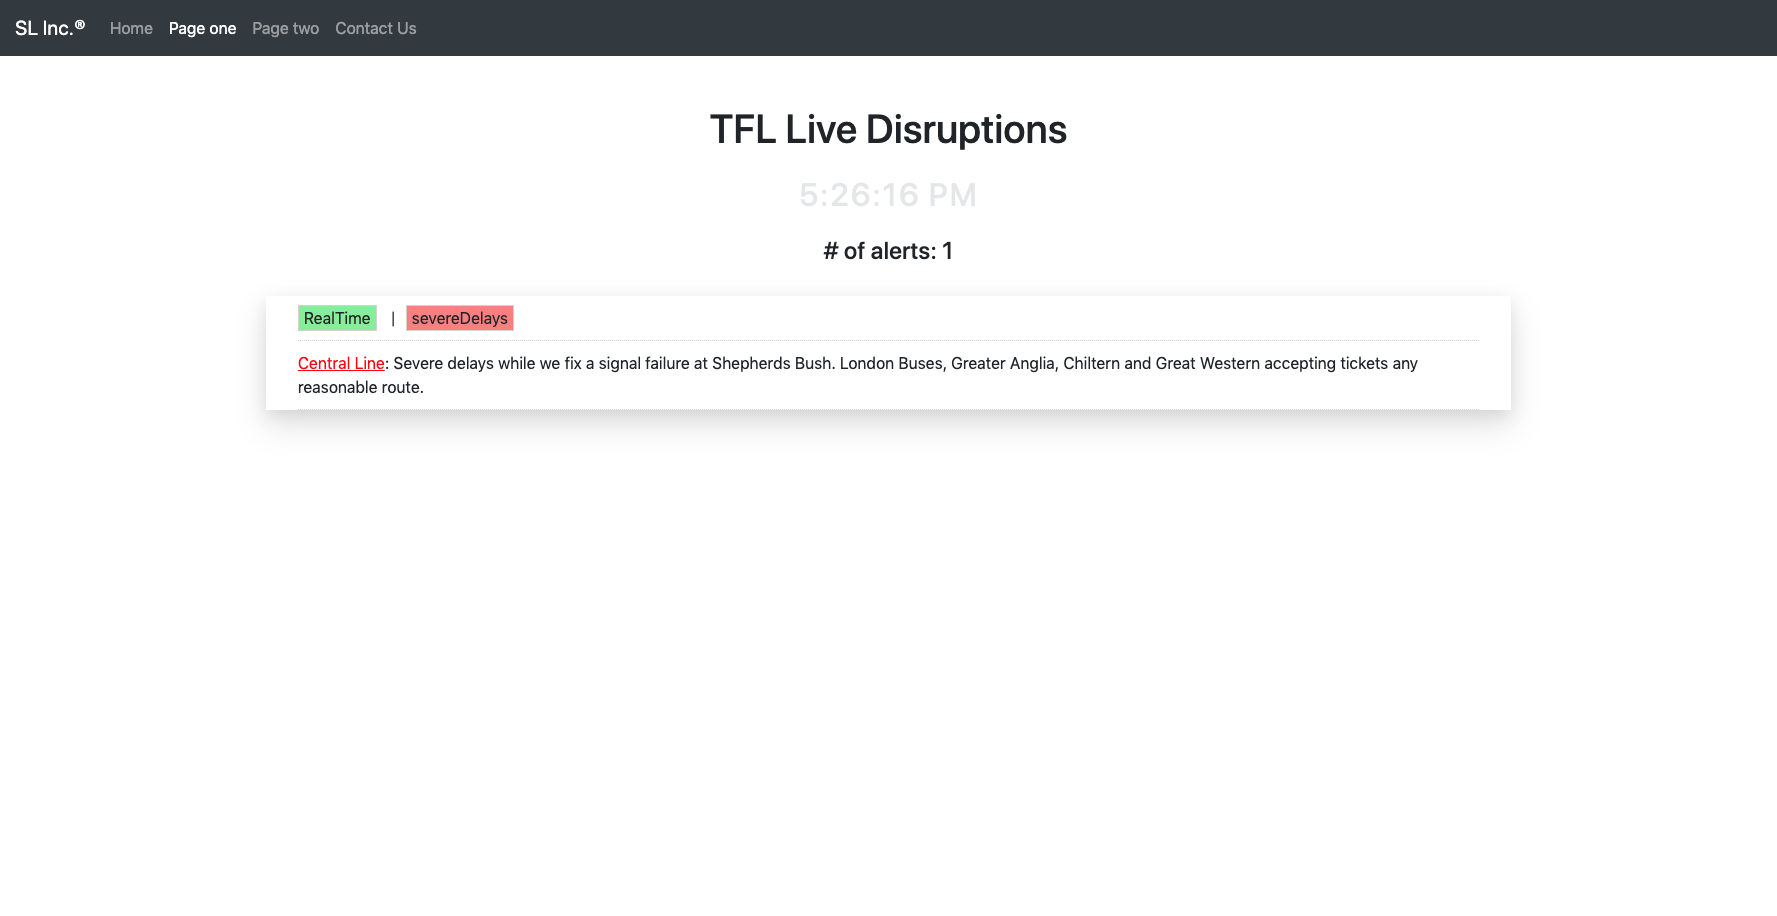 SL Inc.® Home Page one Page two Contact Us
TFL Live Disruptions
5:26:16 PM
# of alerts: 1
RealTime | severeDelays
Central Line: Severe delays while we fix a signal failure at Shepherds Bush. London Buses, Greater Anglia, Chiltern and Great Western accepting tickets any
reasonable route.